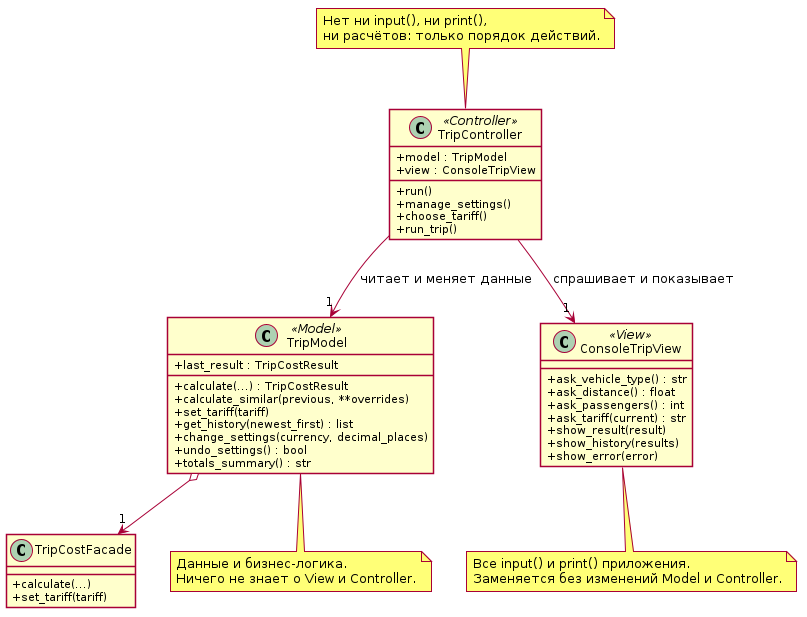 Нет ни input(), ни print(),
ни расчётов: только порядок действий.
C
«Controller»
TripController
+model : TripModel
+view : ConsoleTripView
+run()
+manage_settings()
+choose_tariff()
+run_trip()
читает и меняет данные
спрашивает и показывает
1
1
C
«Model»
TripModel
+last_result : TripCostResult
+calculate(...) : TripCostResult
+calculate_similar(previous, **overrides)
+set_tariff(tariff)
+get_history(newest_first) : list
+change_settings(currency, decimal_places)
+undo_settings() : bool
+totals_summary() : str
C
«View»
ConsoleTripView
+ask_vehicle_type() : str
+ask_distance() : float
+ask_passengers() : int
+ask_tariff(current) : str
+show_result(result)
+show_history(results)
+show_error(error)
1
C
TripCostFacade
+calculate(...)
+set_tariff(tariff)
Данные и бизнес-логика.
Ничего не знает о View и Controller.
Все input() и print() приложения.
Заменяется без изменений Model и Controller.